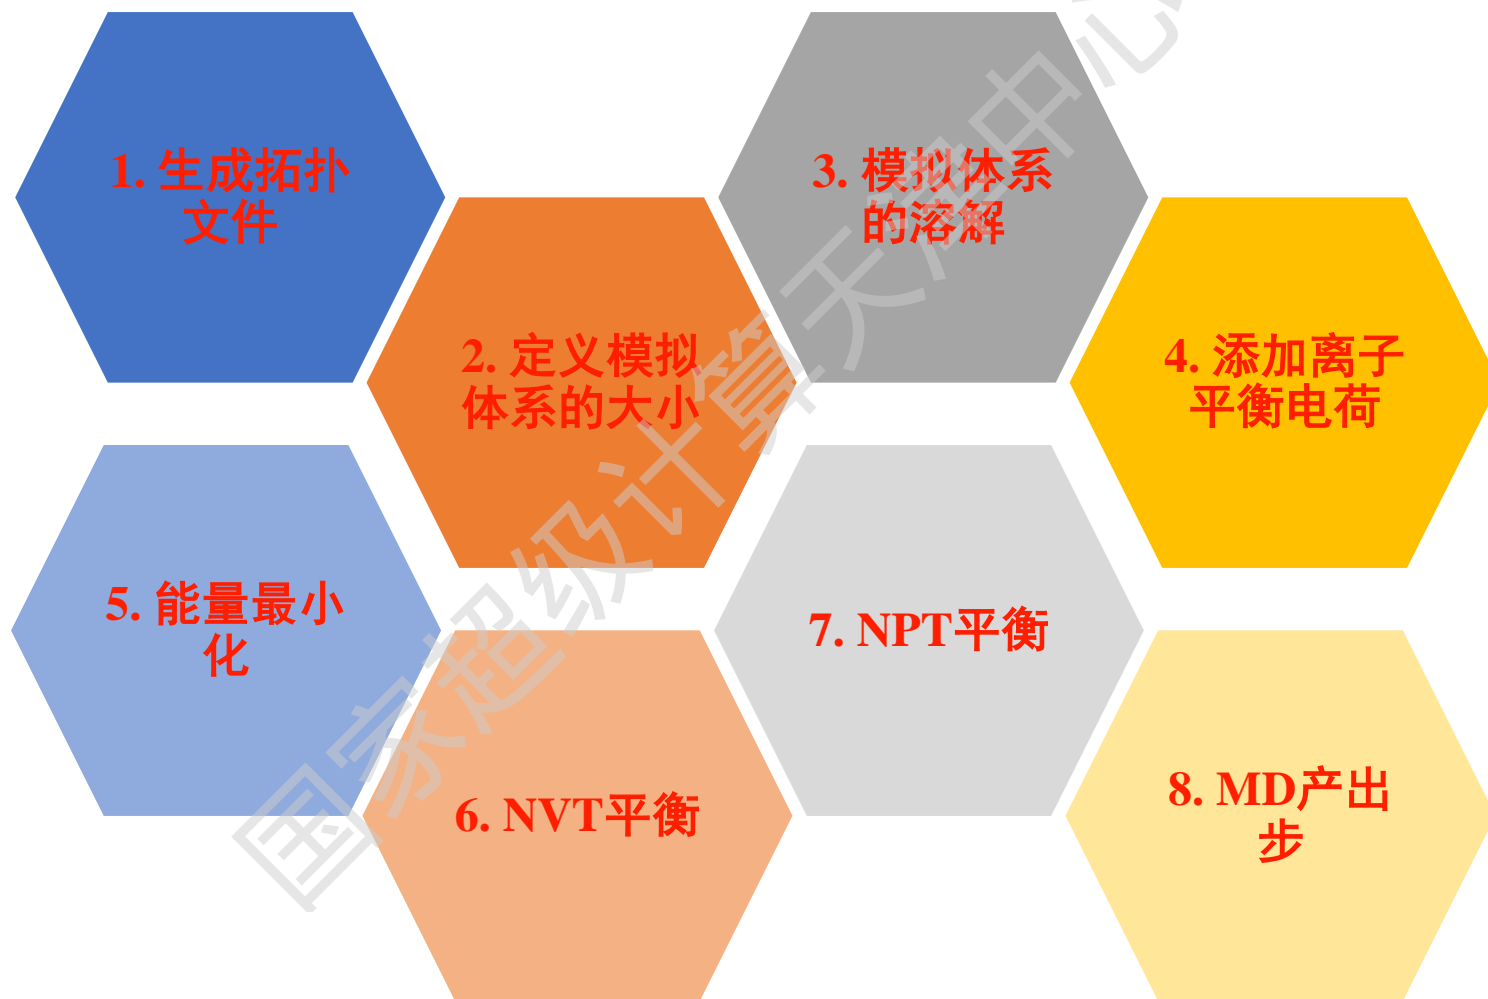 1. 生成拓扑
文件
2. 定义模拟
体系的大小
3. 模拟体系
的溶解
4. 添加离子
平衡电荷
5. 能量最小
化
6. NVT平衡
7. NPT平衡
8. MD产出
步
国家超级计算天津中心